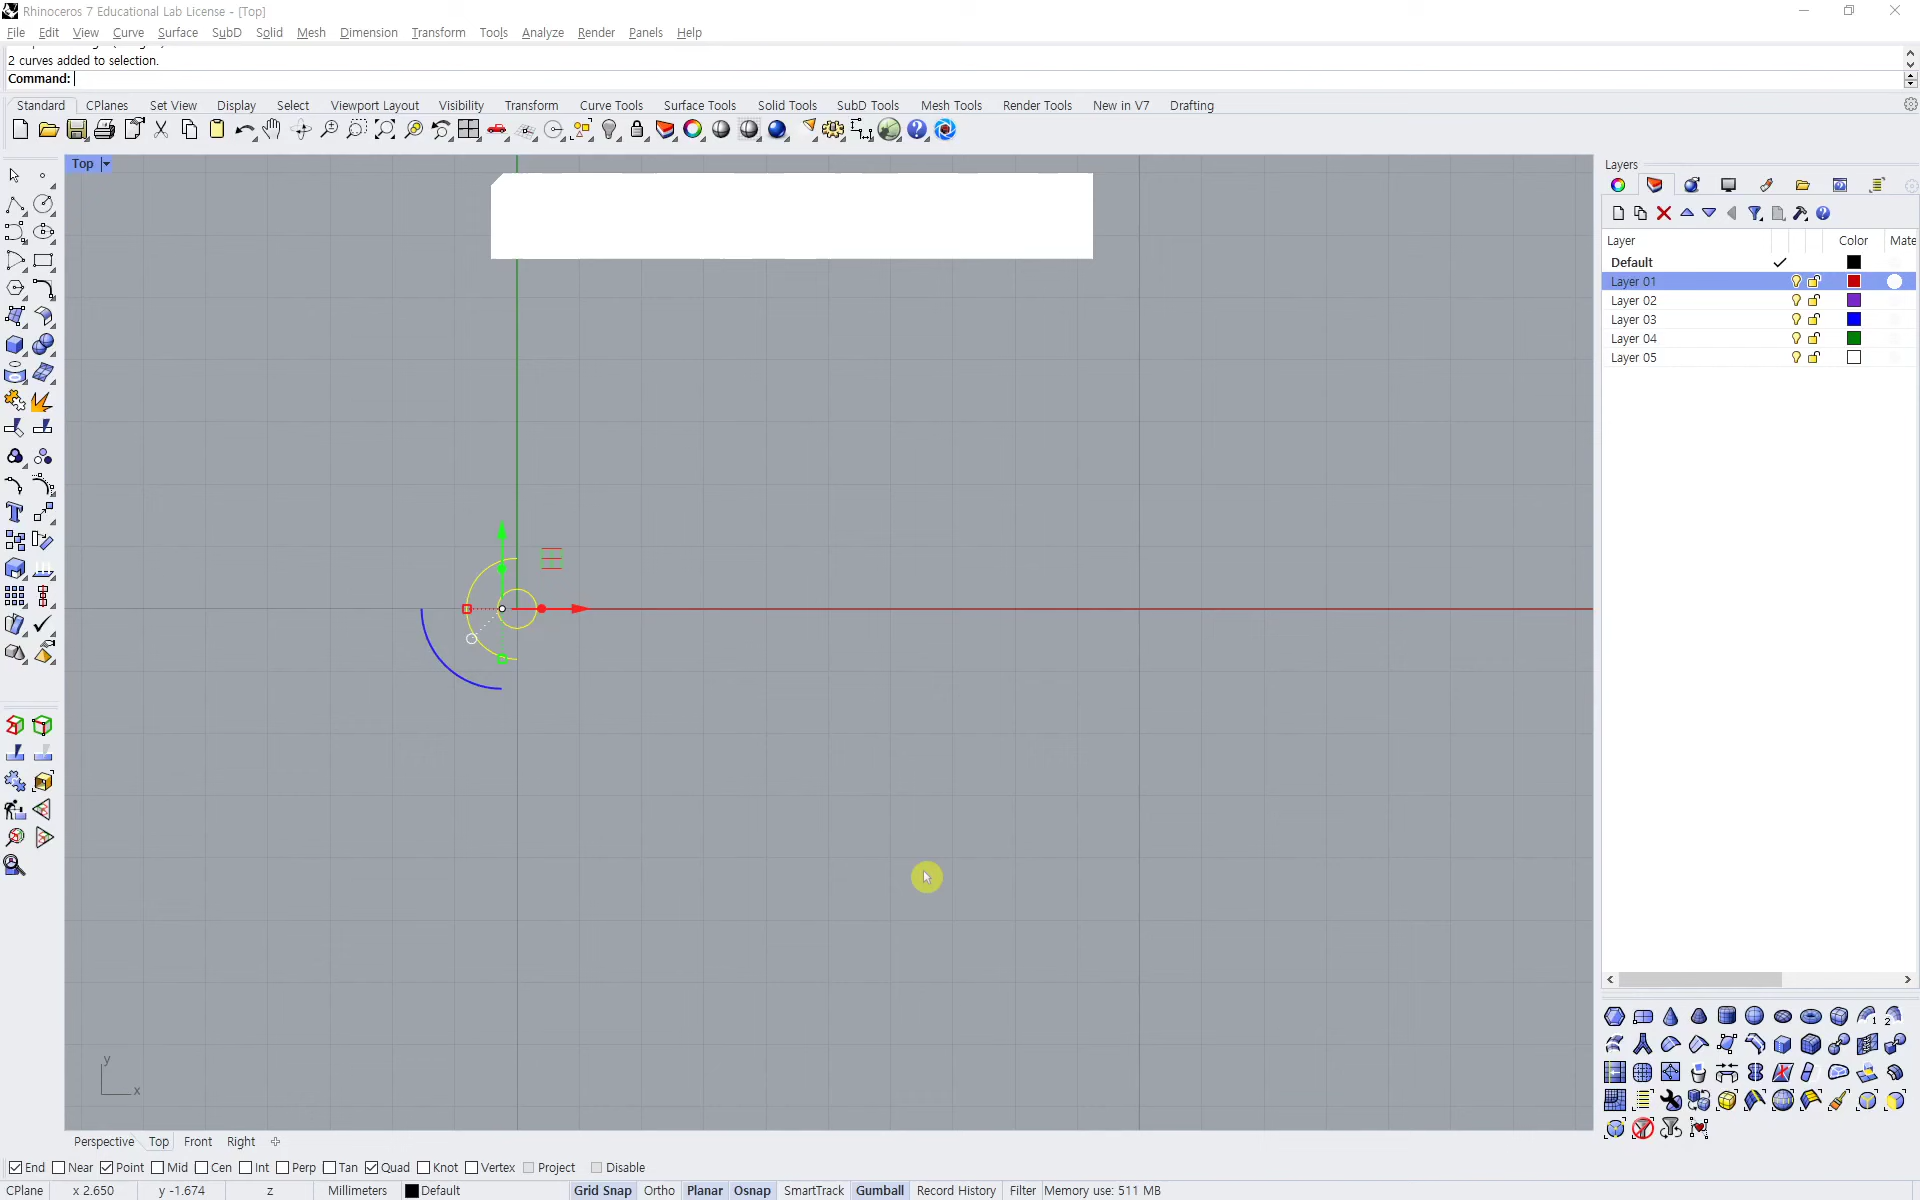 Rhinoceros 7 Educational Lab License - [Top]
File Edit View Curve Surface SubD Solid Mesh Dimension Transform Tools Analyze Render Panels Help
2 curves added to selection.
Command:
Standard CPlanes Set View Display Select Viewport Layout Visibility Transform Curve Tools Surface Tools Solid Tools SubD Tools Mesh Tools Render Tools New in V7 Drafting
Top
Layers
Layer Color Mate
Default
Layer 01
Layer 02
Layer 03
Layer 04
Layer 05
y
x
Perspective Top Front Right
End Near Point Mid Cen Int Perp Tan Quad Knot Vertex Project Disable
CPlane x 2.650 y -1.674 z Millimeters Default Grid Snap Ortho Planar Osnap SmartTrack Gumball Record History Filter Memory use: 511 MB